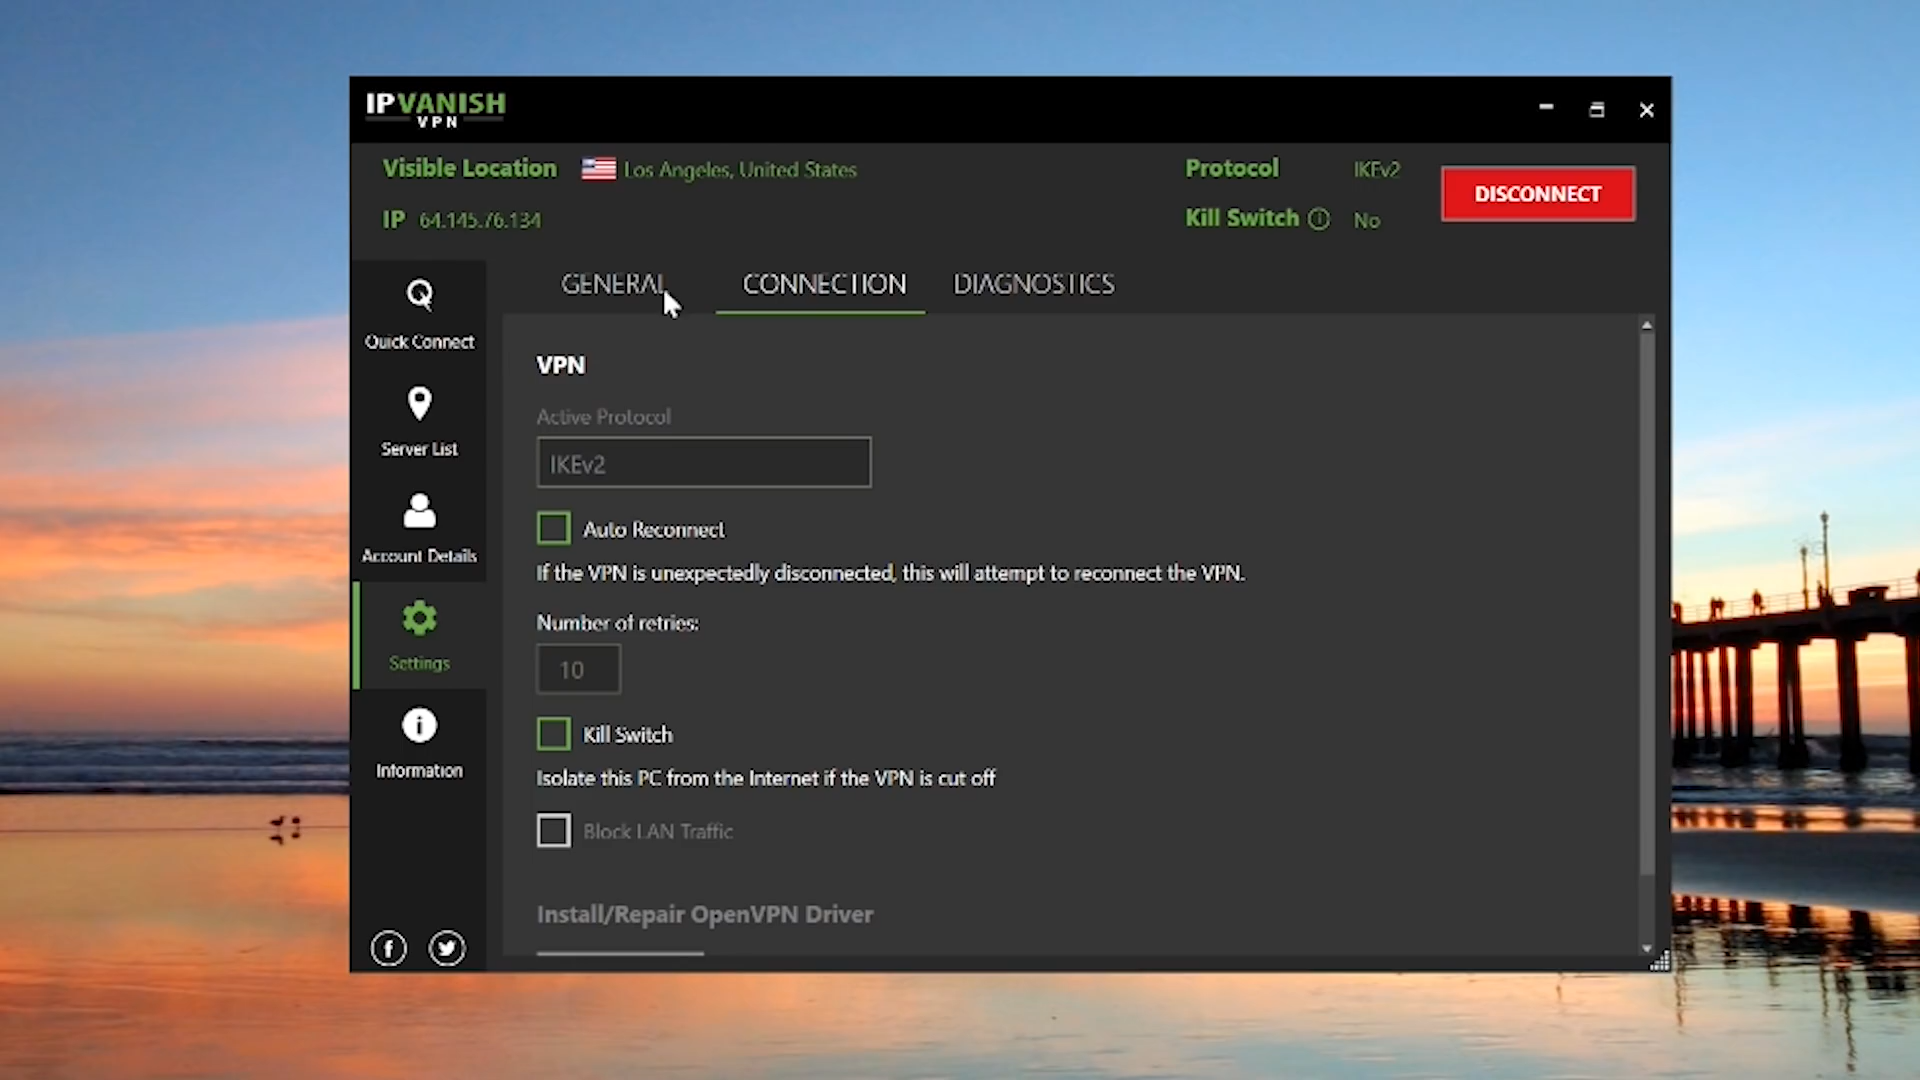 IPVANISH
VPN
Visible Location Los Angeles, United States
Protocol IKEv2
DISCONNECT
IP 64.145.76.134
Kill Switch No
GENERAL CONNECTION DIAGNOSTICS
Quick Connect
Server List
Account Details
Settings
Information
VPN
Active Protocol
IKEv2
Auto Reconnect
If the VPN is unexpectedly disconnected, this will attempt to reconnect the VPN.
Number of retries:
10
Kill Switch
Isolate this PC from the Internet if the VPN is cut off
Block LAN Traffic
Install/Repair OpenVPN Driver